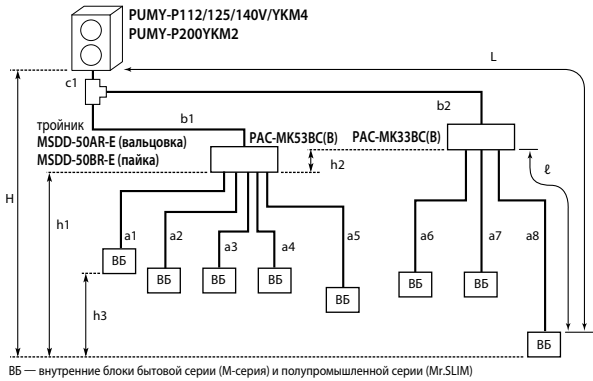 PUMY-P112/125/140V/YKM4
PUMY-P200YKM2
L
c1
b1
b2
тройник
MSDD-50AR-E (вальцовка)
MSDD-50BR-E (пайка)
PAC-MK53BC(B)
PAC-MK33BC(B)
h2
ℓ
H
h1
a1
a2
a3
a4
a5
a6
a7
a8
ВБ
ВБ
ВБ
ВБ
ВБ
ВБ
ВБ
ВБ
h3
ВБ — внутренние блоки бытовой серии (М-серия) и полупромышленной серии (Mr.SLIM)